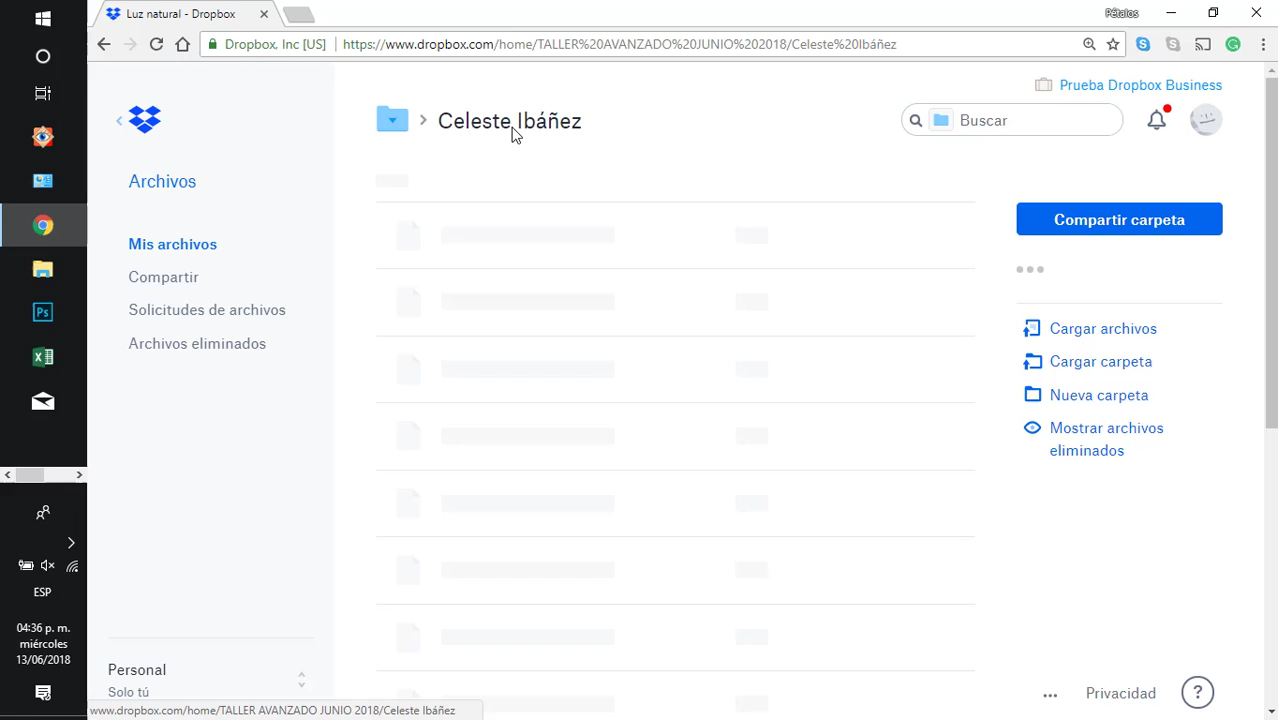 Luz natural - Dropbox
Pétalos
Dropbox, Inc [US]
https://www.dropbox.com/home/TALLER%20AVANZADO%20JUNIO%202018/Celeste%20Ibáñez
Prueba Dropbox Business
Celeste Ibáñez
Buscar
Archivos
Mis archivos
Compartir
Solicitudes de archivos
Archivos eliminados
Compartir carpeta
Cargar archivos
Cargar carpeta
Nueva carpeta
Mostrar archivos
eliminados
Ps
ESP
04:36 p. m.
miércoles
13/06/2018
Personal
Solo tú
Privacidad
?
www.dropbox.com/home/TALLER AVANZADO JUNIO 2018/Celeste Ibáñez